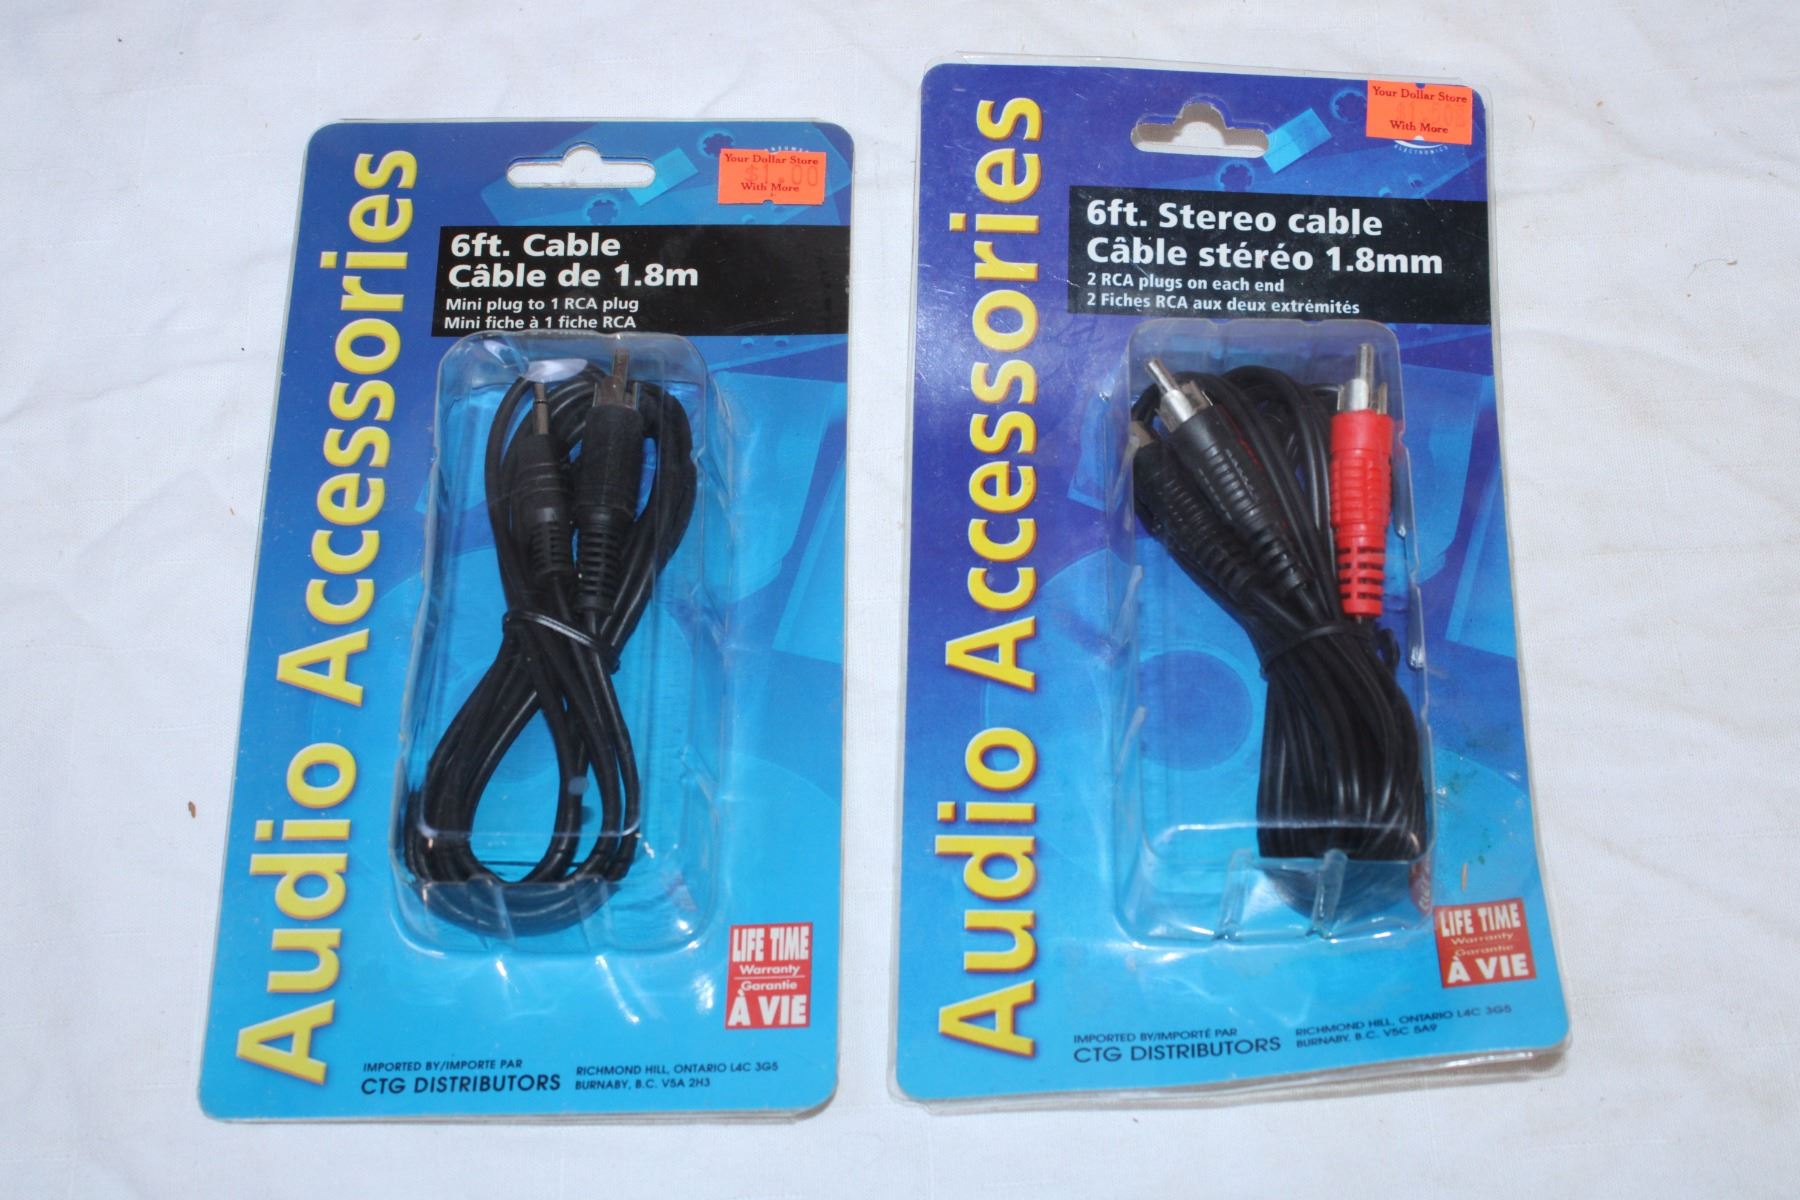 Audio Accessories
Your Dollar Store
$1.00
With More
6ft. Cable
Câble de 1.8m
Mini plug to 1 RCA plug
Mini fiche à 1 fiche RCA
LIFE TIME
Warranty
Garantie
À VIE
IMPORTED BY/IMPORTE PAR
CTG DISTRIBUTORS
RICHMOND HILL, ONTARIO L4C 3G5
BURNABY, B.C. V5A 2H3
Audio Accessories
Your Dollar Store
With More
ELECTRONICS
6ft. Stereo cable
Câble stéréo 1.8mm
2 RCA plugs on each end
2 Fiches RCA aux deux extrémités
LIFE TIME
Warranty
Garantie
À VIE
IMPORTED BY/IMPORTÉ PAR
CTG DISTRIBUTORS
RICHMOND HILL, ONTARIO L4C 3G5
BURNABY, B.C. V5C 5A9